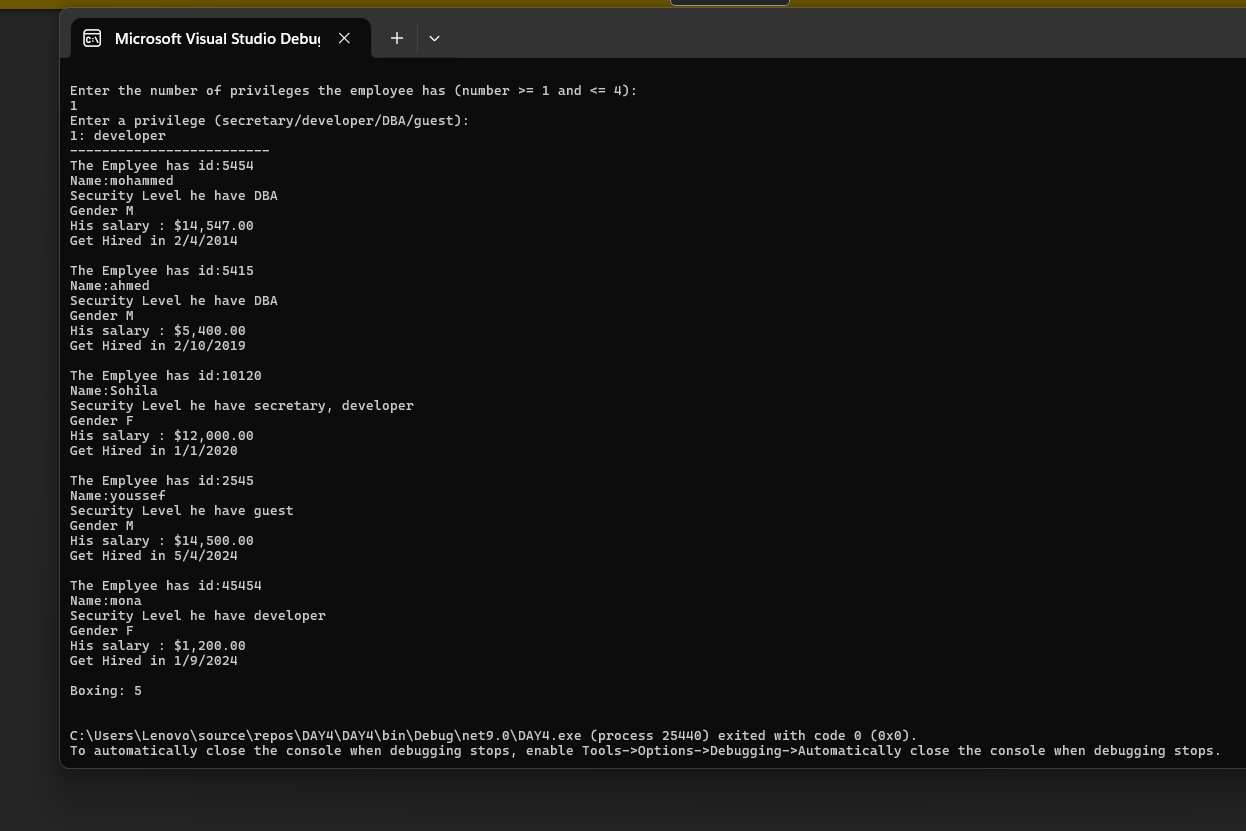 Microsoft Visual Studio Debu
Enter the number of privileges the employee has (number >= 1 and <= 4):
1
Enter a privilege (secretary/developer/DBA/guest):
1: developer
-------------------------
The Emplyee has id:5454
Name:mohammed
Security Level he have DBA
Gender M
His salary : $14,547.00
Get Hired in 2/4/2014

The Emplyee has id:5415
Name:ahmed
Security Level he have DBA
Gender M
His salary : $5,400.00
Get Hired in 2/10/2019

The Emplyee has id:10120
Name:Sohila
Security Level he have secretary, developer
Gender F
His salary : $12,000.00
Get Hired in 1/1/2020

The Emplyee has id:2545
Name:youssef
Security Level he have guest
Gender M
His salary : $14,500.00
Get Hired in 5/4/2024

The Emplyee has id:45454
Name:mona
Security Level he have developer
Gender F
His salary : $1,200.00
Get Hired in 1/9/2024

Boxing: 5

C:\Users\Lenovo\source\repos\DAY4\DAY4\bin\Debug\net9.0\DAY4.exe (process 25440) exited with code 0 (0x0).
To automatically close the console when debugging stops, enable Tools->Options->Debugging->Automatically close the console when debugging stops.